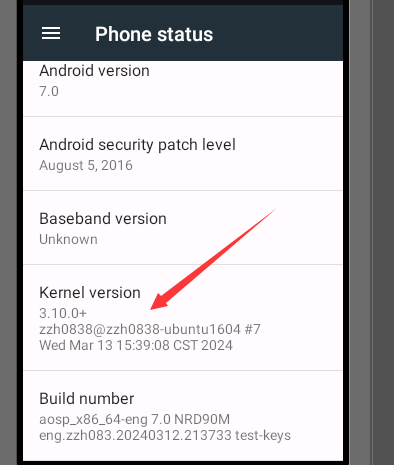 Phone status
Android version
7.0
Android security patch level
August 5, 2016
Baseband version
Unknown
Kernel version
3.10.0+
zzh0838@zzh0838-ubuntu1604 #7
Wed Mar 13 15:39:08 CST 2024
Build number
aosp_x86_64-eng 7.0 NRD90M
eng.zzh083.20240312.213733 test-keys